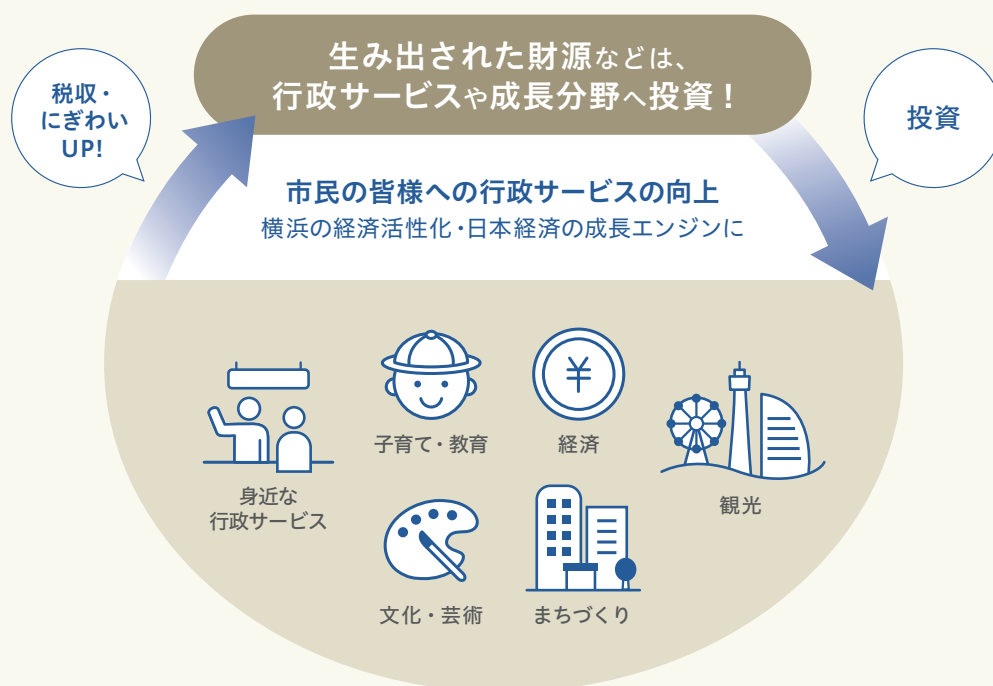 生み出された財源などは、
行政サービスや成長分野へ投資！
税収・
にぎわい
UP!
投資
市民の皆様への行政サービスの向上
横浜の経済活性化・日本経済の成長エンジンに
子育て・教育
経済
身近な
行政サービス
観光
文化・芸術
まちづくり